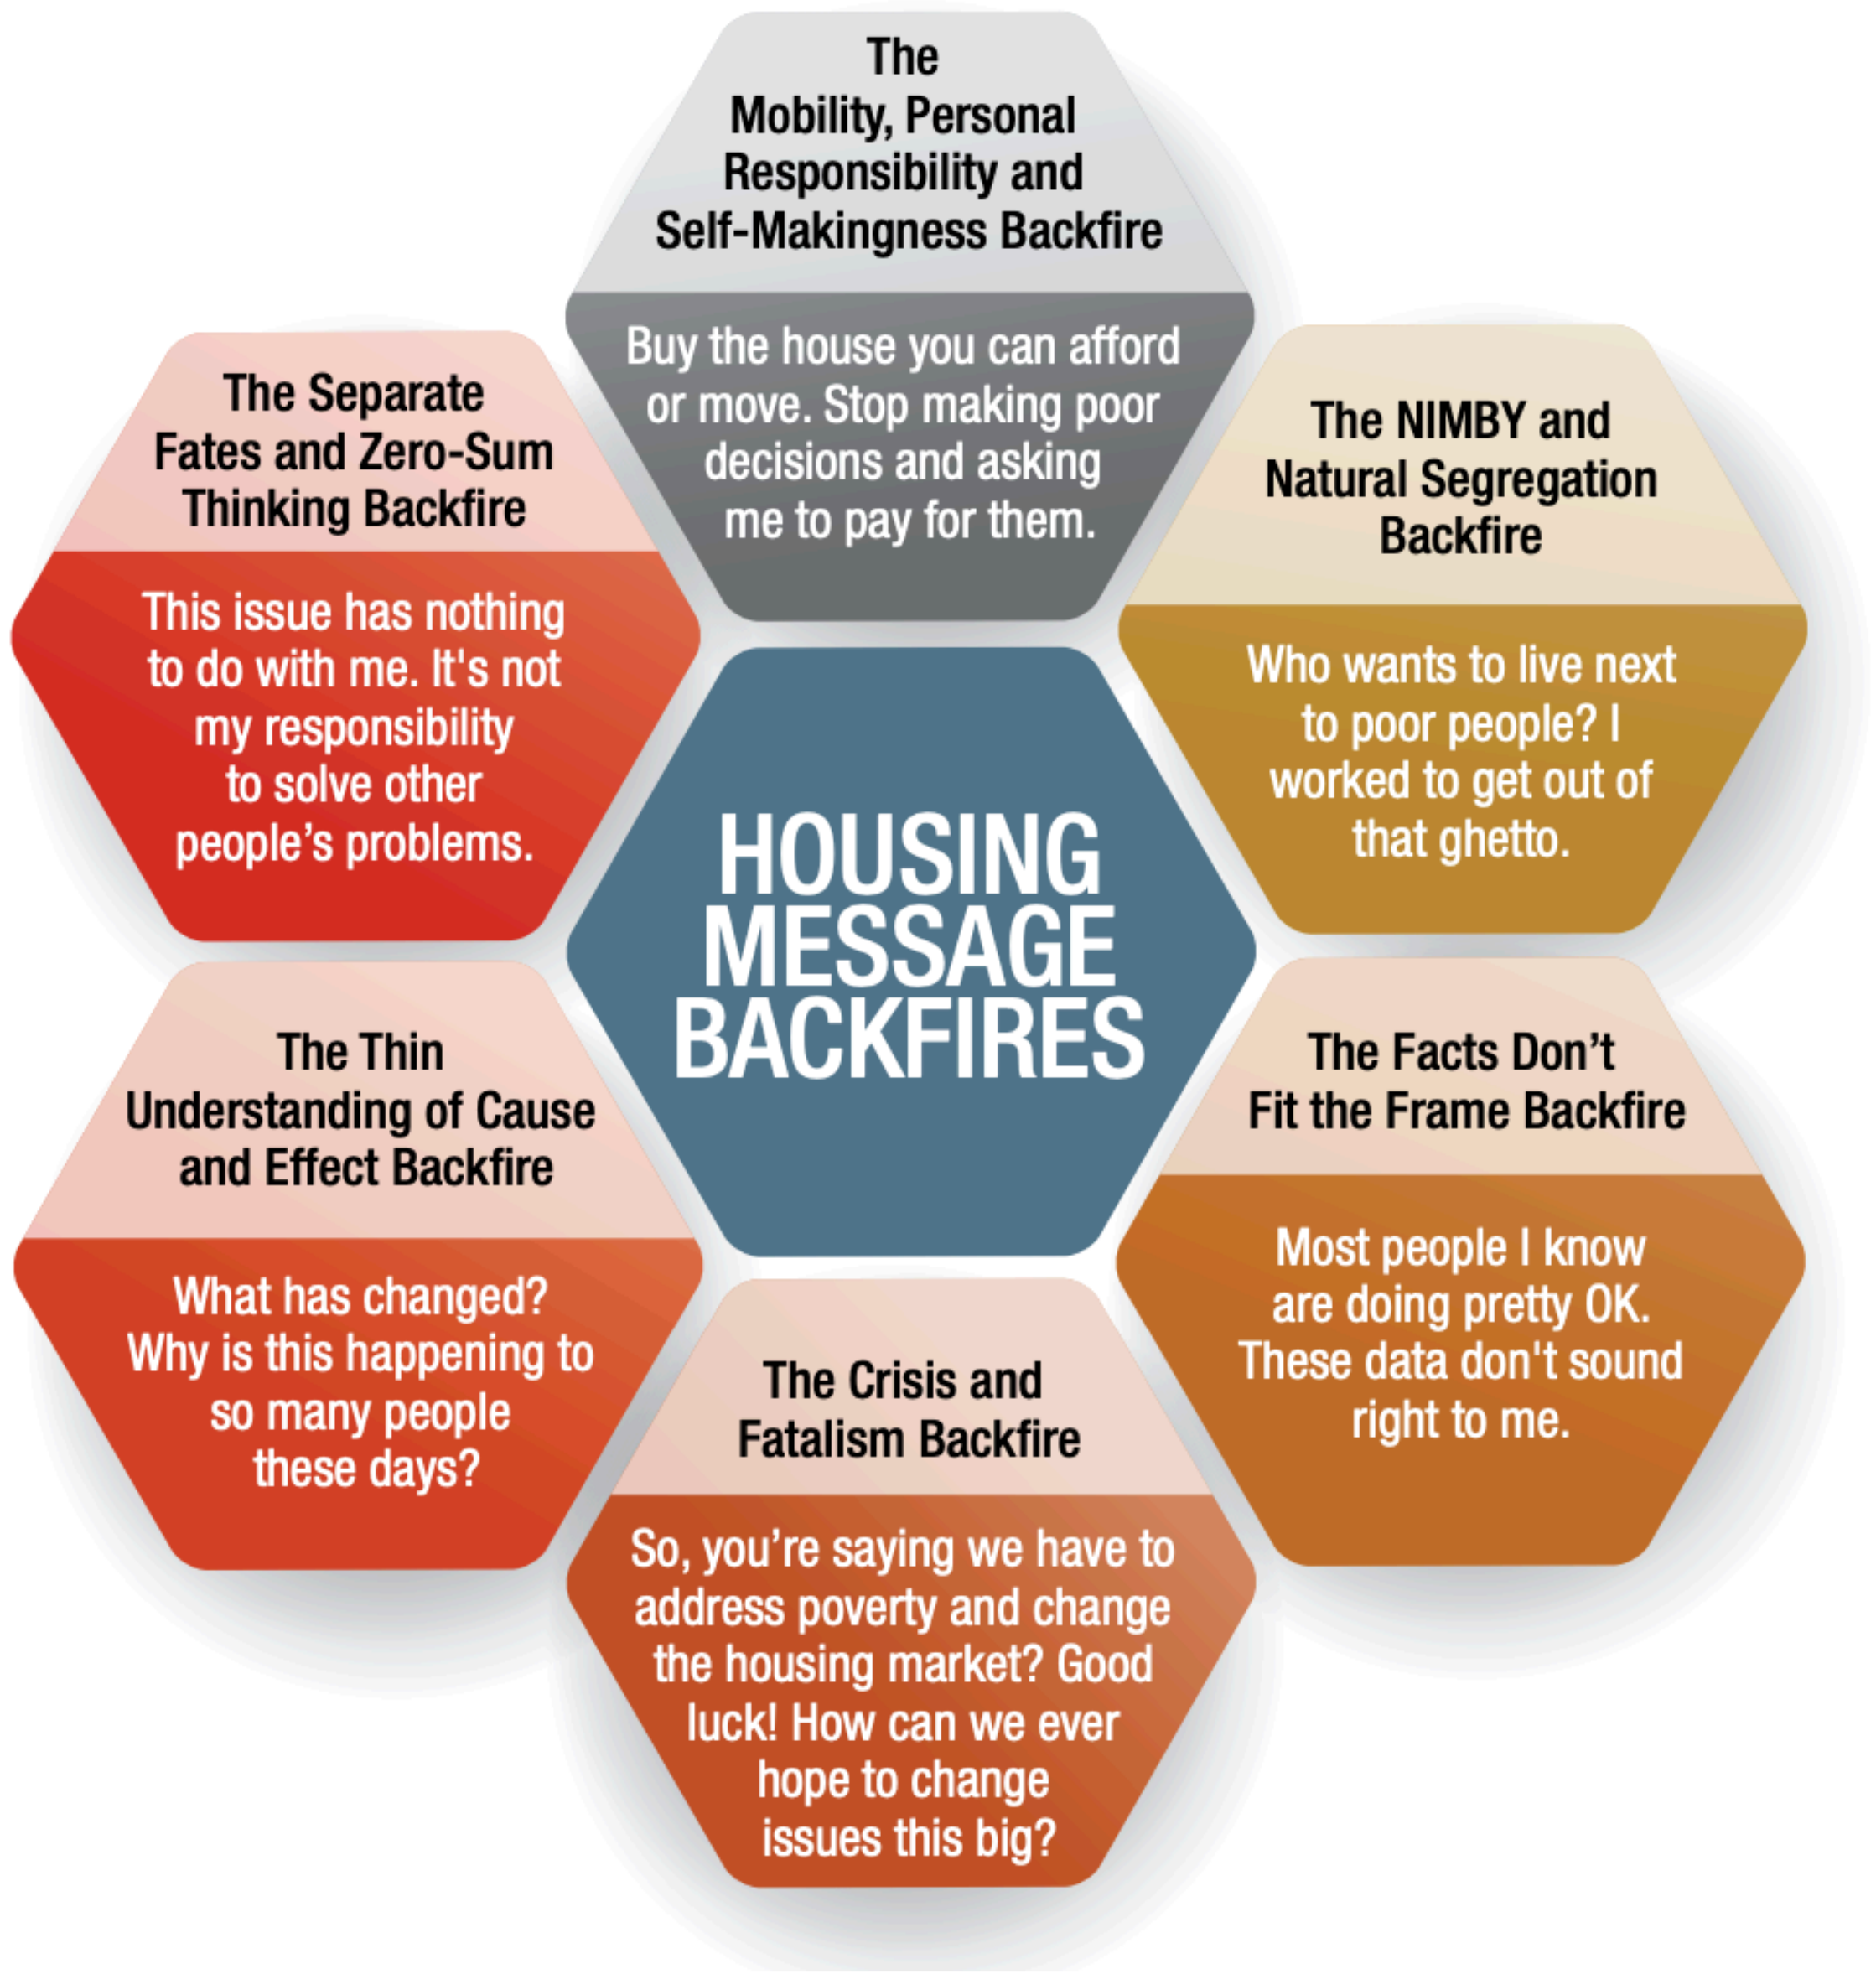 The
Mobility, Personal
Responsibility and
Self-Makingness Backfire
Buy the house you can afford
or move. Stop making poor
decisions and asking
me to pay for them.
The Separate
Fates and Zero-Sum
Thinking Backfire
This issue has nothing
to do with me. It's not
my responsibility
to solve other
people's problems.
The NIMBY and
Natural Segregation
Backfire
Who wants to live next
to poor people? I
worked to get out of
that ghetto.
HOUSING
MESSAGE
BACKFIRES
The Thin
Understanding of Cause
and Effect Backfire
What has changed?
Why is this happening to
so many people
these days?
The Facts Don't
Fit the Frame Backfire
Most people I know
are doing pretty OK.
These data don't sound
right to me.
The Crisis and
Fatalism Backfire
So, you're saying we have to
address poverty and change
the housing market? Good
luck! How can we ever
hope to change
issues this big?